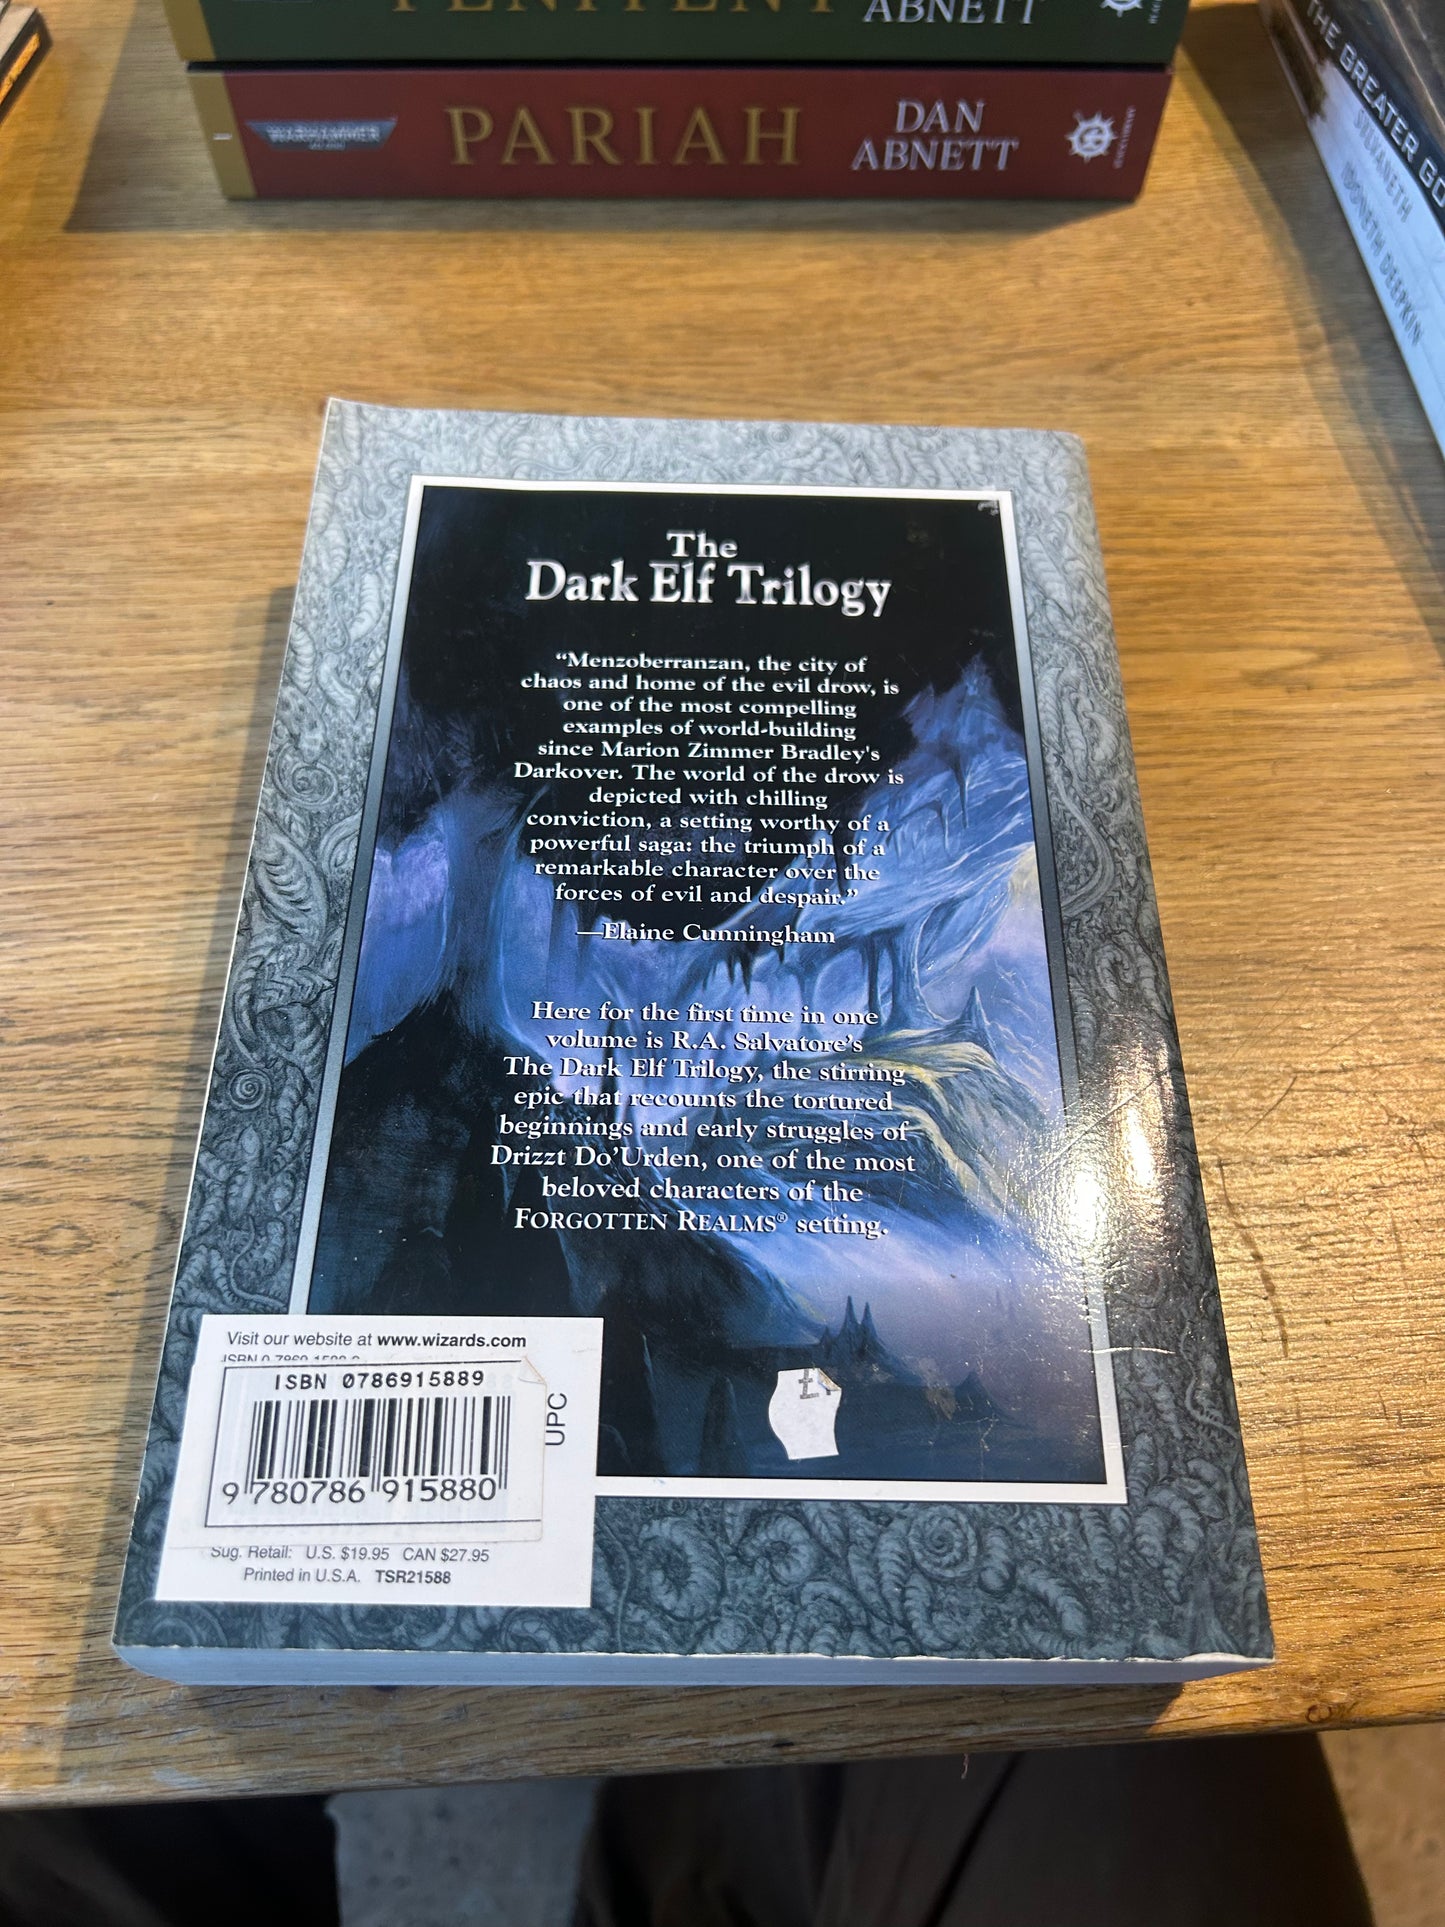 PENITENT
ABNETT
WARHAMMER
PARIAH
DAN
ABNETT
THE GREATER GO
IDONETH DEEPKIN
The
Dark Elf Trilogy
“Menzoberranzan, the city of
chaos and home of the evil drow, is
one of the most compelling
examples of world-building
since Marion Zimmer Bradley's
Darkover. The world of the drow is
depicted with chilling
conviction, a setting worthy of a
powerful saga: the triumph of a
remarkable character over the
forces of evil and despair.”
—Elaine Cunningham
Here for the first time in one
volume is R.A. Salvatore’s
The Dark Elf Trilogy, the stirring
epic that recounts the tortured
beginnings and early struggles of
Drizzt Do’Urden, one of the most
beloved characters of the
FORGOTTEN REALMS® setting.
Visit our website at www.wizards.com
ISBN 0786915889
9 780786 915880
UPC
£
Sug. Retail: U.S. $19.95 CAN $27.95
Printed in U.S.A. TSR21588